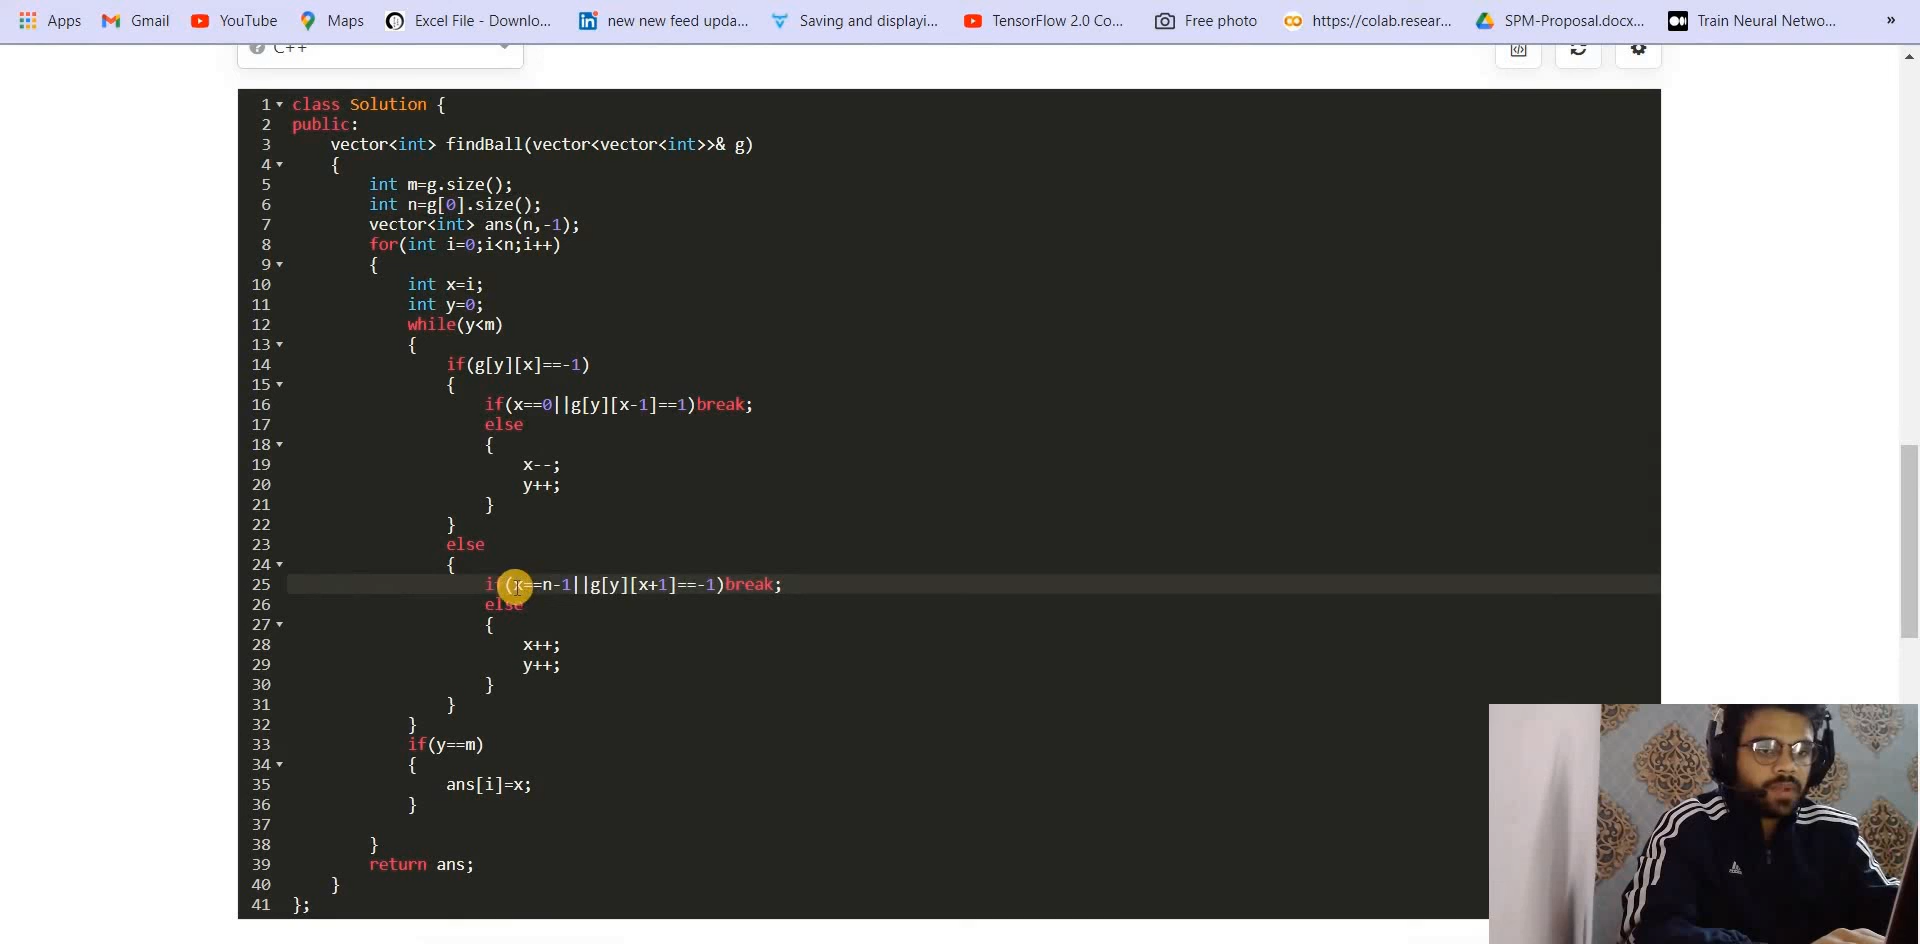 Apps Gmail YouTube Maps Excel File - Downlo... new new feed upda... Saving and displayi... TensorFlow 2.0 Co... Free photo https://colab.resear... SPM-Proposal.docx... Train Neural Netwo... »
C++
1 class Solution {
2 public:
3 vector<int> findBall(vector<vector<int>>& g)
4 {
5 int m=g.size();
6 int n=g[0].size();
7 vector<int> ans(n,-1);
8 for(int i=0;i<n;i++)
9 {
10 int x=i;
11 int y=0;
12 while(y<m)
13 {
14 if(g[y][x]==-1)
15 {
16 if(x==0||g[y][x-1]==1)break;
17 else
18 {
19 x--;
20 y++;
21 }
22 }
23 else
24 {
25 if(x==n-1||g[y][x+1]==-1)break;
26 else
27 {
28 x++;
29 y++;
30 }
31 }
32 }
33 if(y==m)
34 {
35 ans[i]=x;
36 }
37
38 }
39 return ans;
40 }
41 };